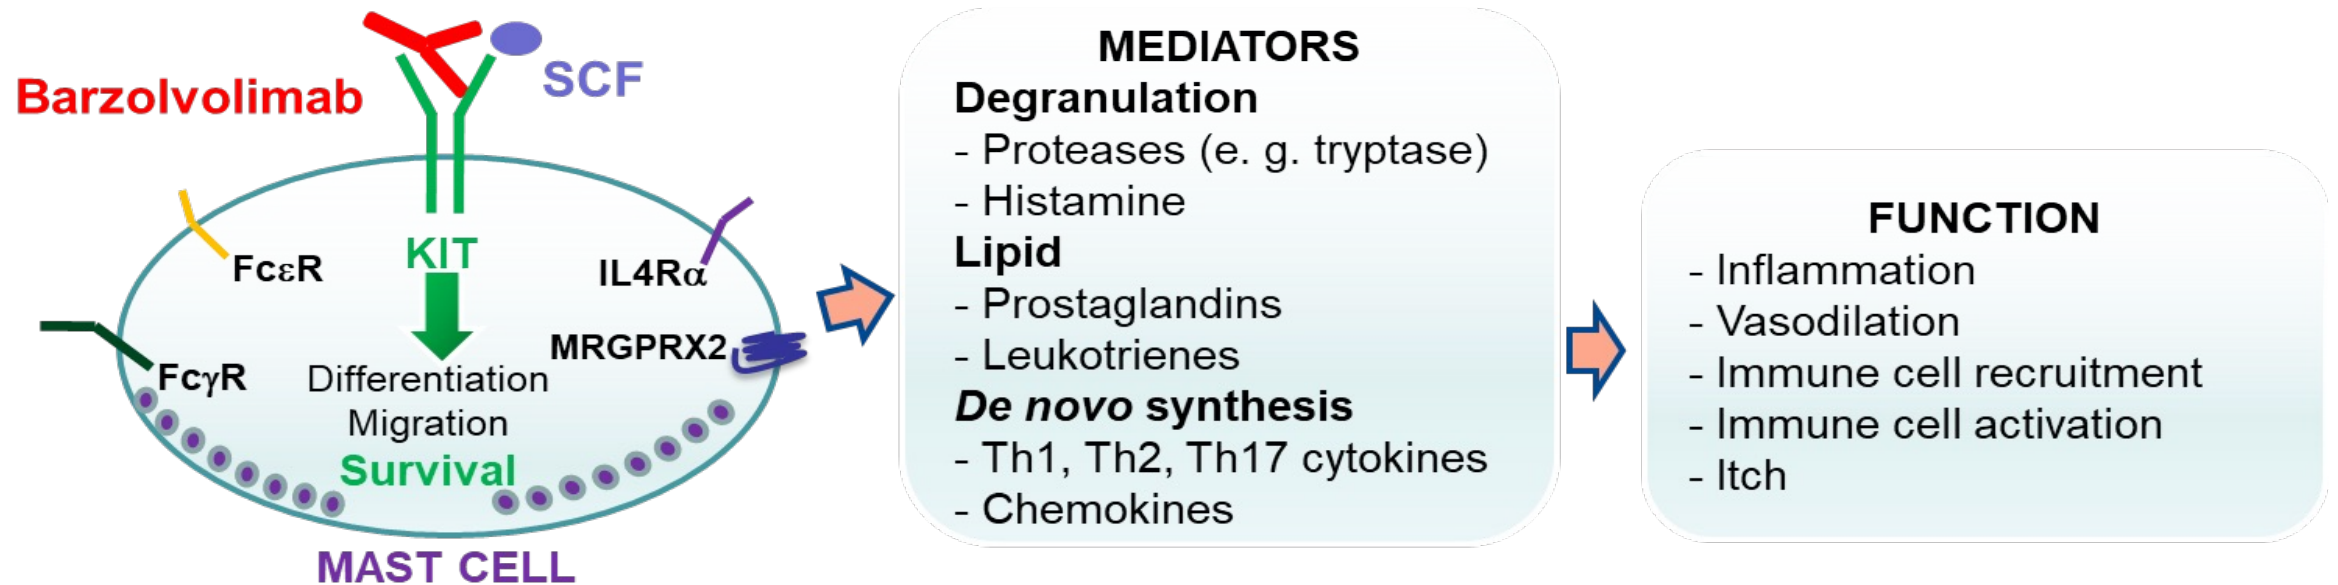 Barzolvolimab
SCF
KIT
FcεR
IL4Rα
FcγR
MRGPRX2
Differentiation
Migration
Survival
MAST CELL
MEDIATORS
Degranulation
- Proteases (e. g. tryptase)
- Histamine
Lipid
- Prostaglandins
- Leukotrienes
De novo synthesis
- Th1, Th2, Th17 cytokines
- Chemokines
FUNCTION
- Inflammation
- Vasodilation
- Immune cell recruitment
- Immune cell activation
- Itch